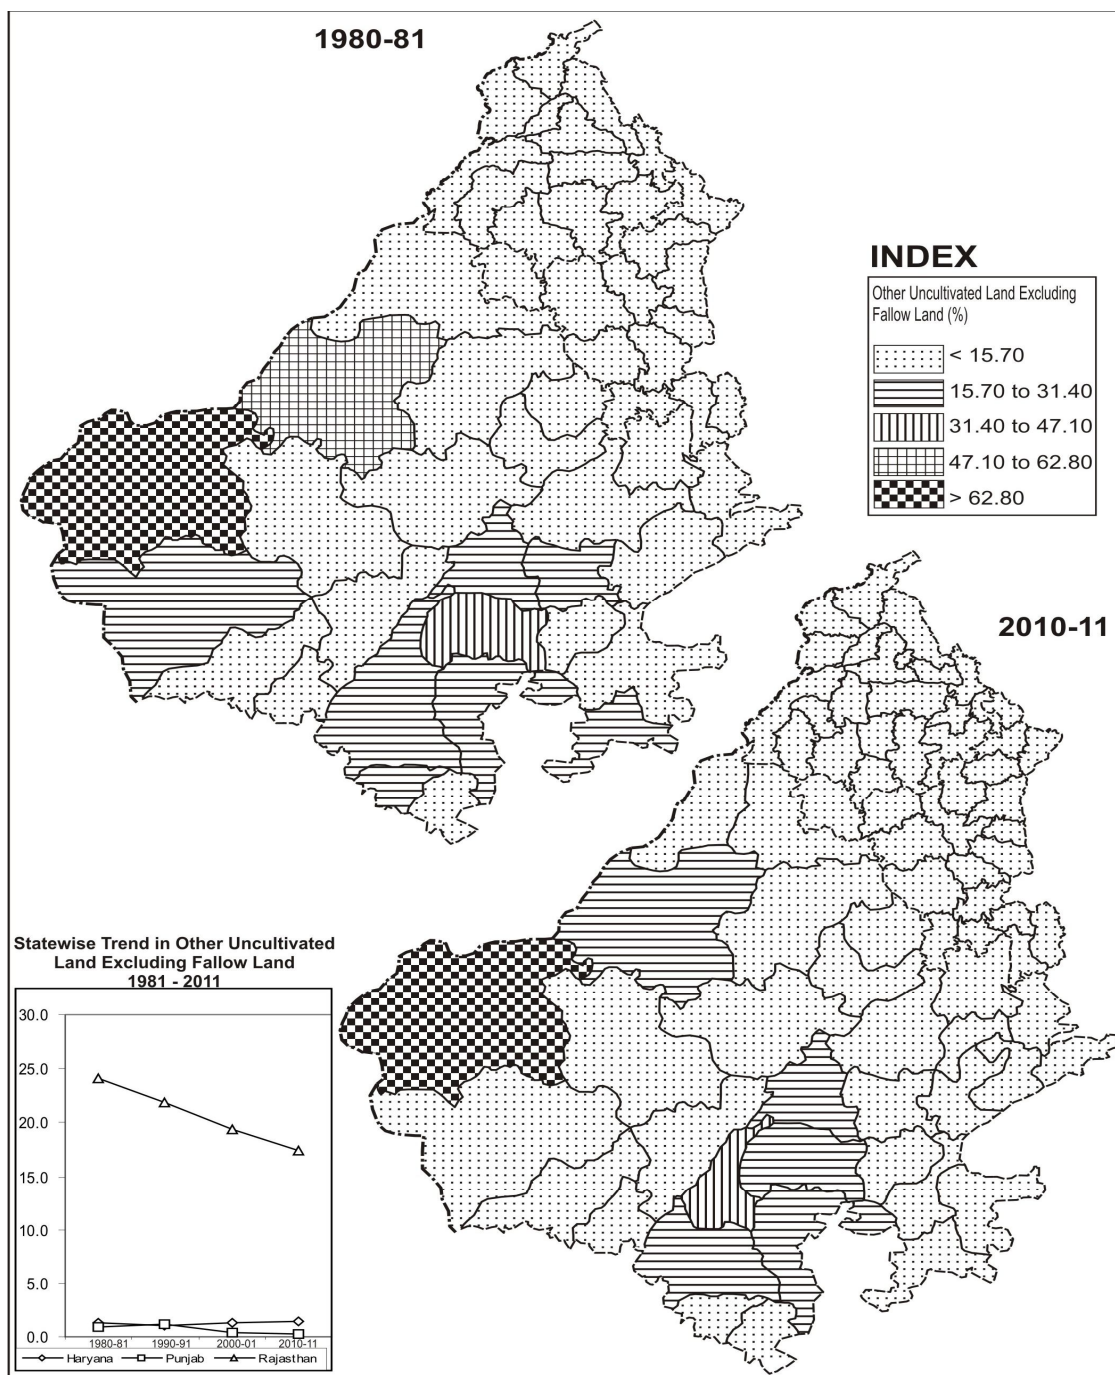 1980-81
INDEX
Other Uncultivated Land Excluding
Fallow Land (%)
< 15.70
15.70 to 31.40
31.40 to 47.10
47.10 to 62.80
> 62.80
2010-11
Statewise Trend in Other Uncultivated
Land Excluding Fallow Land
1981 - 2011
30.0
25.0
20.0
15.0
10.0
5.0
0.0
1980-81 1990-91 2000-01 2010-11
Haryana Punjab Rajasthan